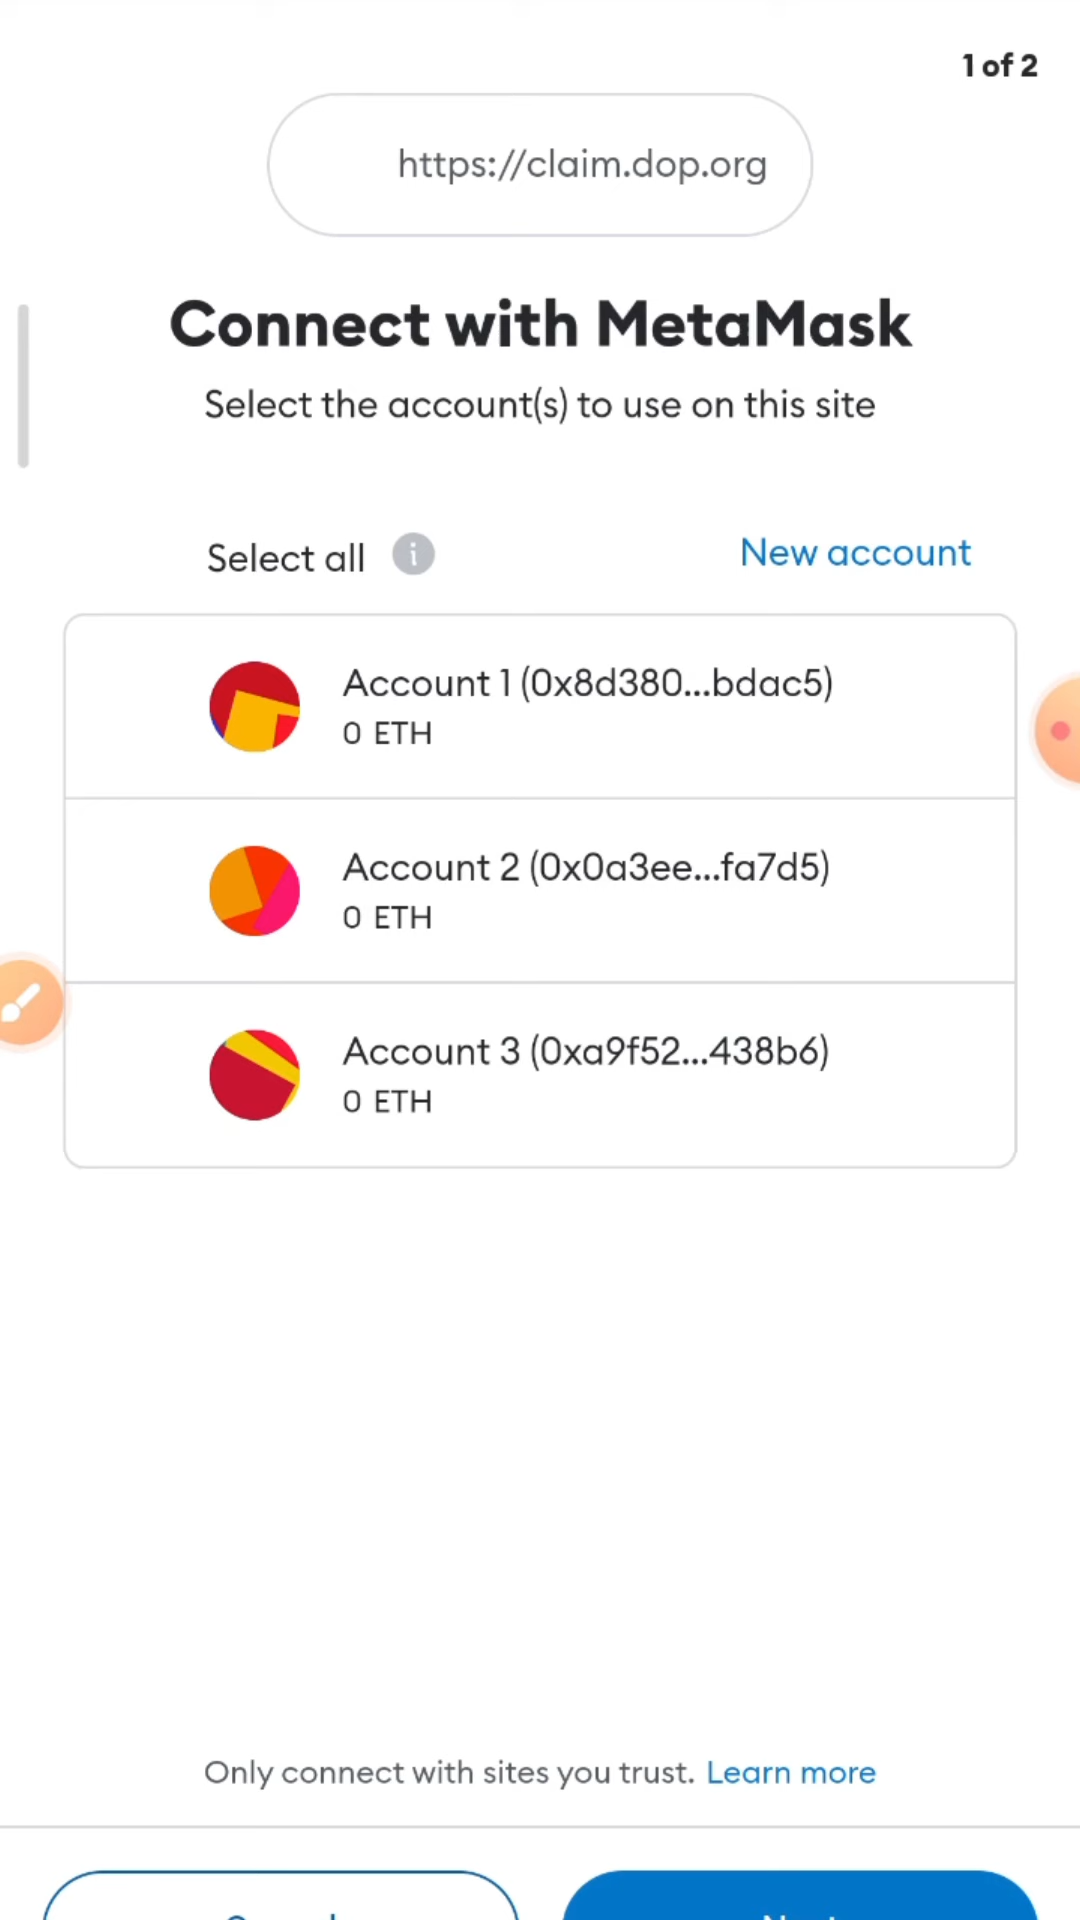 1 of 2
https://claim.dop.org
Connect with MetaMask
Select the account(s) to use on this site
Select all
New account
Account 1 (0x8d380...bdac5)
0 ETH
Account 2 (0x0a3ee...fa7d5)
0 ETH
Account 3 (0xa9f52...438b6)
0 ETH
Only connect with sites you trust. Learn more